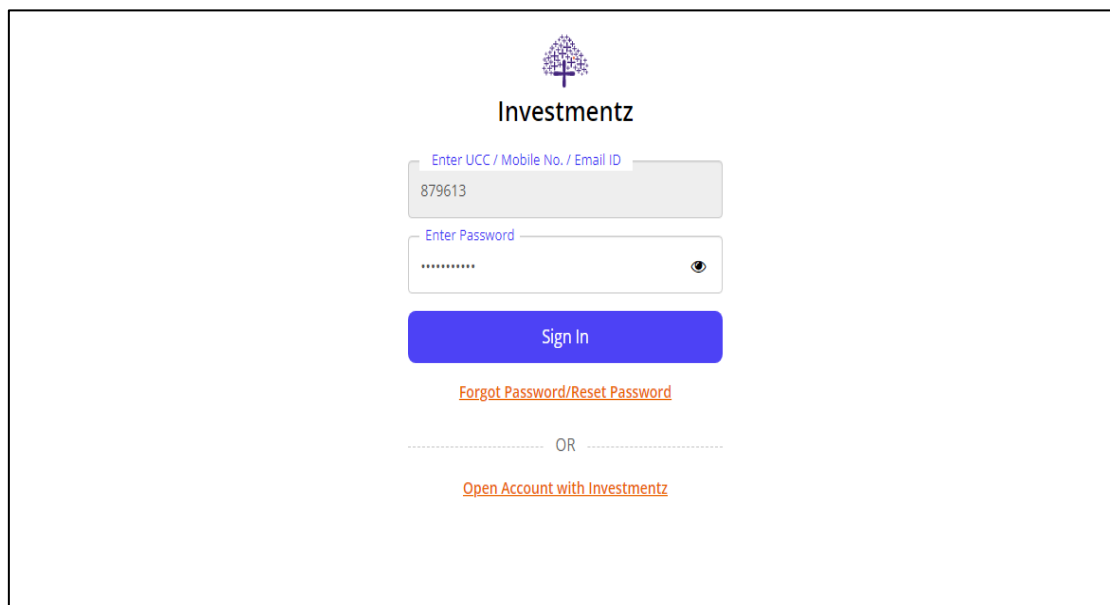 Investmentz
Enter UCC / Mobile No. / Email ID
879613
Enter Password
•••••••••••
Sign In
Forgot Password/Reset Password
OR
Open Account with Investmentz